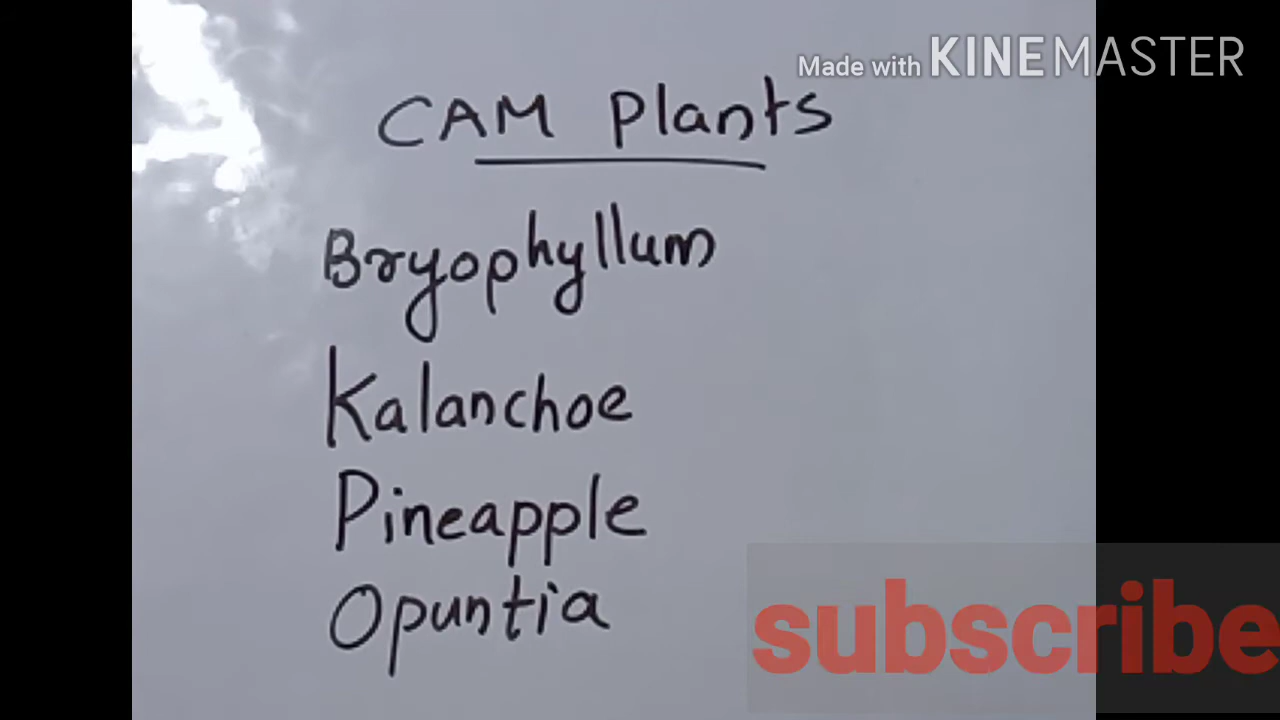 Made with KINEMASTER
CAM Plants
Bryophyllum
Kalanchoe
Pineapple
Opuntia
subscribe